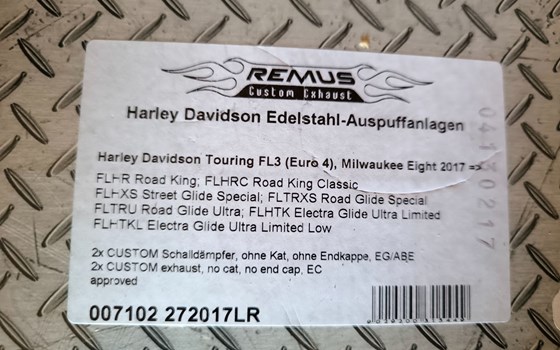 REMUS
Custom Exhaust
Harley Davidson Edelstahl-Auspuffanlagen
Harley Davidson Touring FL3 (Euro 4), Milwaukee Eight 2017 =>
FLHR Road King; FLHRC Road King Classic
FLHXS Street Glide Special; FLTRXS Road Glide Special
FLTRU Road Glide Ultra; FLHTK Electra Glide Ultra Limited
FLHTKL Electra Glide Ultra Limited Low
2x CUSTOM Schalldämpfer, ohne Kat, ohne Endkappe, EG/ABE
2x CUSTOM exhaust, no cat, no end cap, EC
approved
007102 272017LR